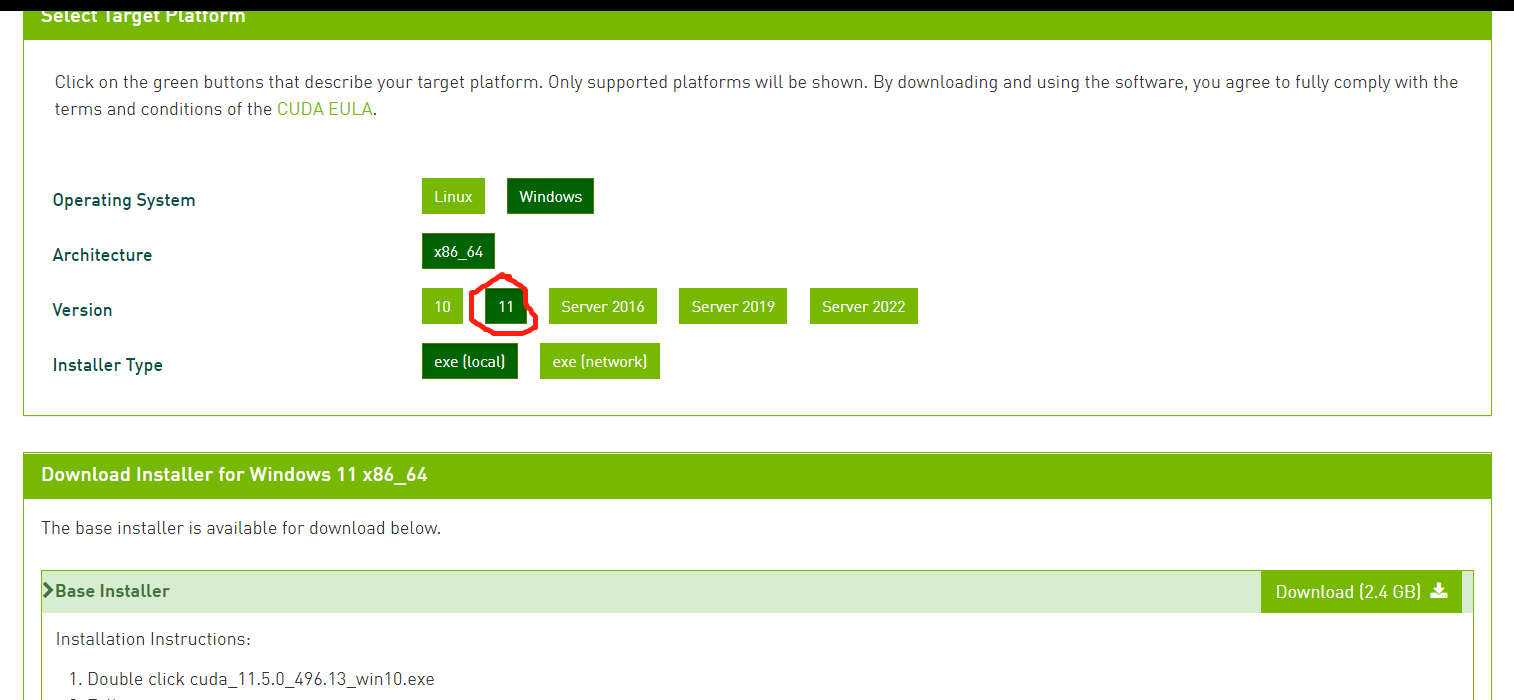 Select Target Platform
Click on the green buttons that describe your target platform. Only supported platforms will be shown. By downloading and using the software, you agree to fully comply with the
terms and conditions of the CUDA EULA.
Operating System Linux Windows
Architecture x86_64
Version 10 11 Server 2016 Server 2019 Server 2022
Installer Type exe (local) exe (network)
Download Installer for Windows 11 x86_64
The base installer is available for download below.
Base Installer Download (2.4 GB)
Installation Instructions:
1. Double click cuda_11.5.0_496.13_win10.exe